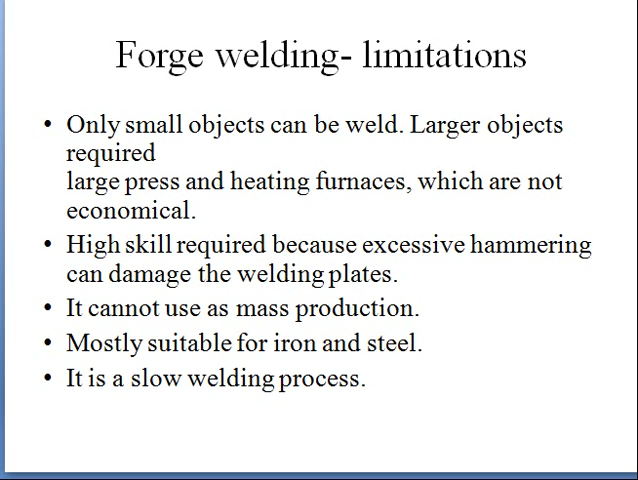 Forge welding- limitations
• Only small objects can be weld. Larger objects
required
large press and heating furnaces, which are not
economical.
• High skill required because excessive hammering
can damage the welding plates.
• It cannot use as mass production.
• Mostly suitable for iron and steel.
• It is a slow welding process.